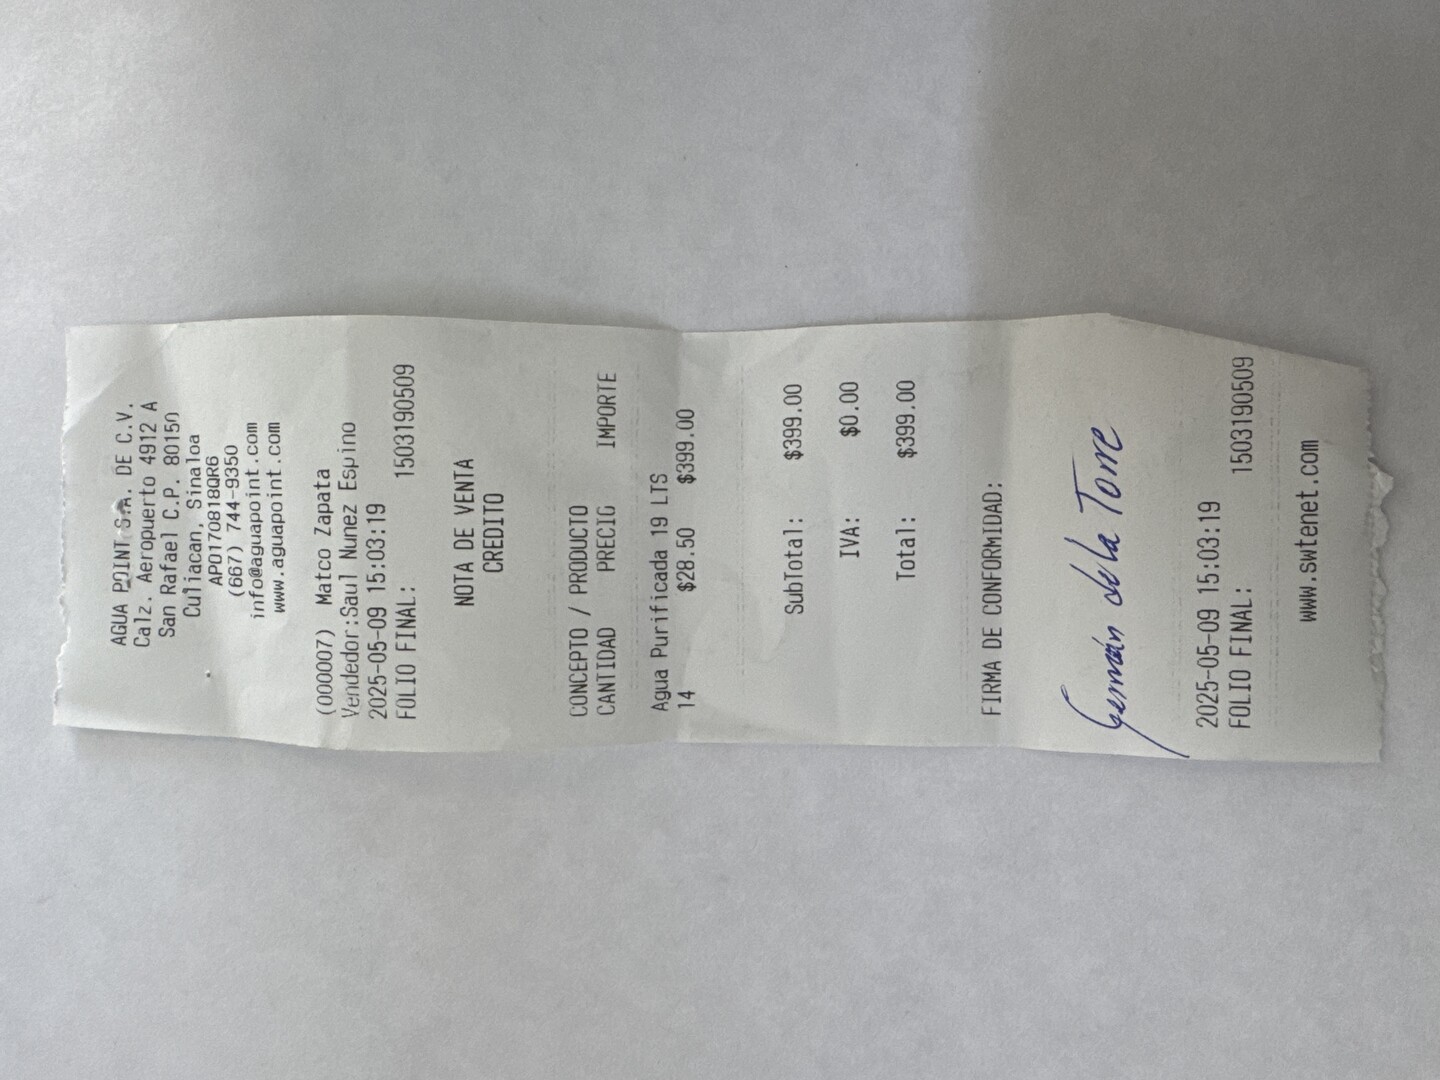 AGUA POINT S.A. DE C.V.
Calz. Aeropuerto 4912 A
San Rafael C.P. 80150
Culiacan, Sinaloa
APO170818QR6
(667) 744-9350
info@aguapoint.com
www.aguapoint.com
(000007) Matco Zapata
Vendedor:Saul Nunez Espino
2025-05-09 15:03:19
FOLIO FINAL: 1503190509
NOTA DE VENTA
CREDITO
CONCEPTO / PRODUCTO
CANTIDAD PRECIO IMPORTE
Agua Purificada 19 LTS
14 $28.50 $399.00
SubTotal: $399.00
IVA: $0.00
Total: $399.00
FIRMA DE CONFORMIDAD:
Germán de la Torre
2025-05-09 15:03:19
FOLIO FINAL: 1503190509
www.swtenet.com